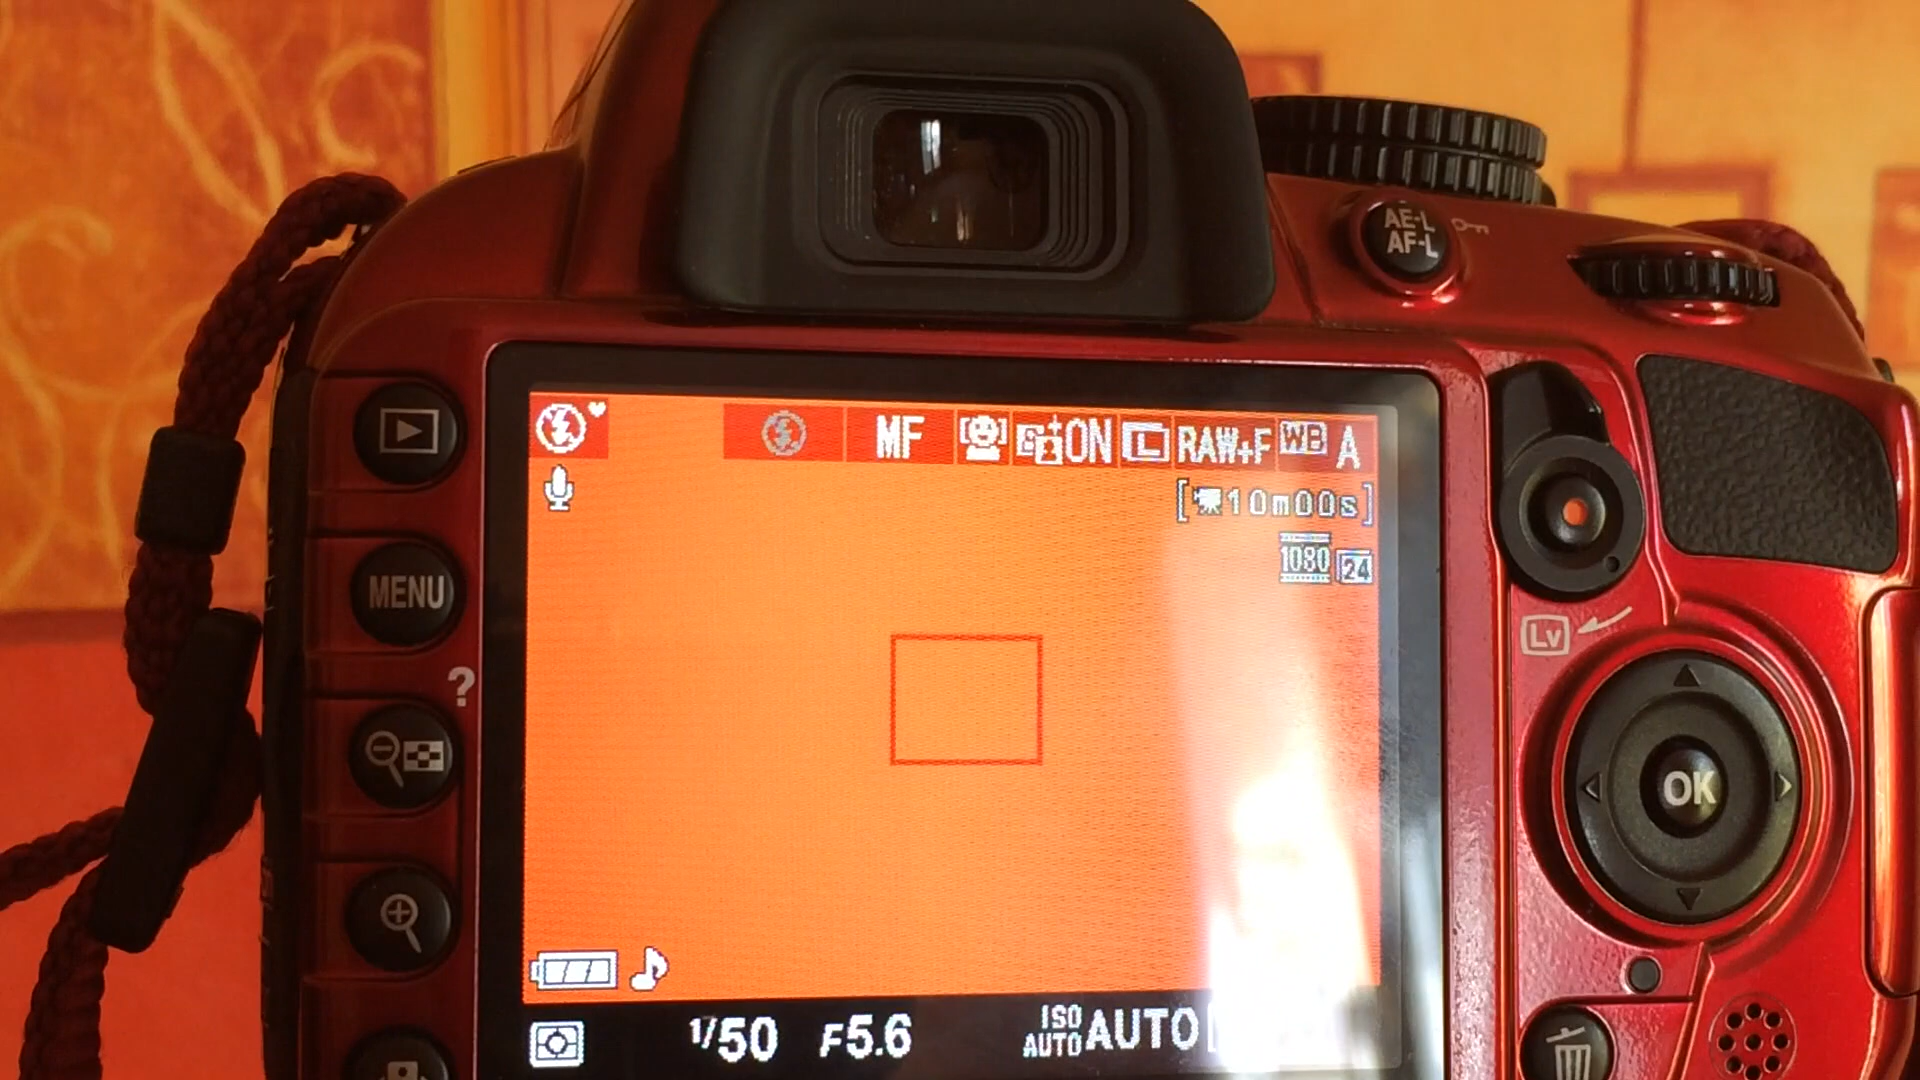 AE-L
AF-L
MF
ON
L
RAW+F
WB A
[10m00s]
1080 24
MENU
?
Lv
OK
1/50
F5.6
ISO
AUTO
AUTO